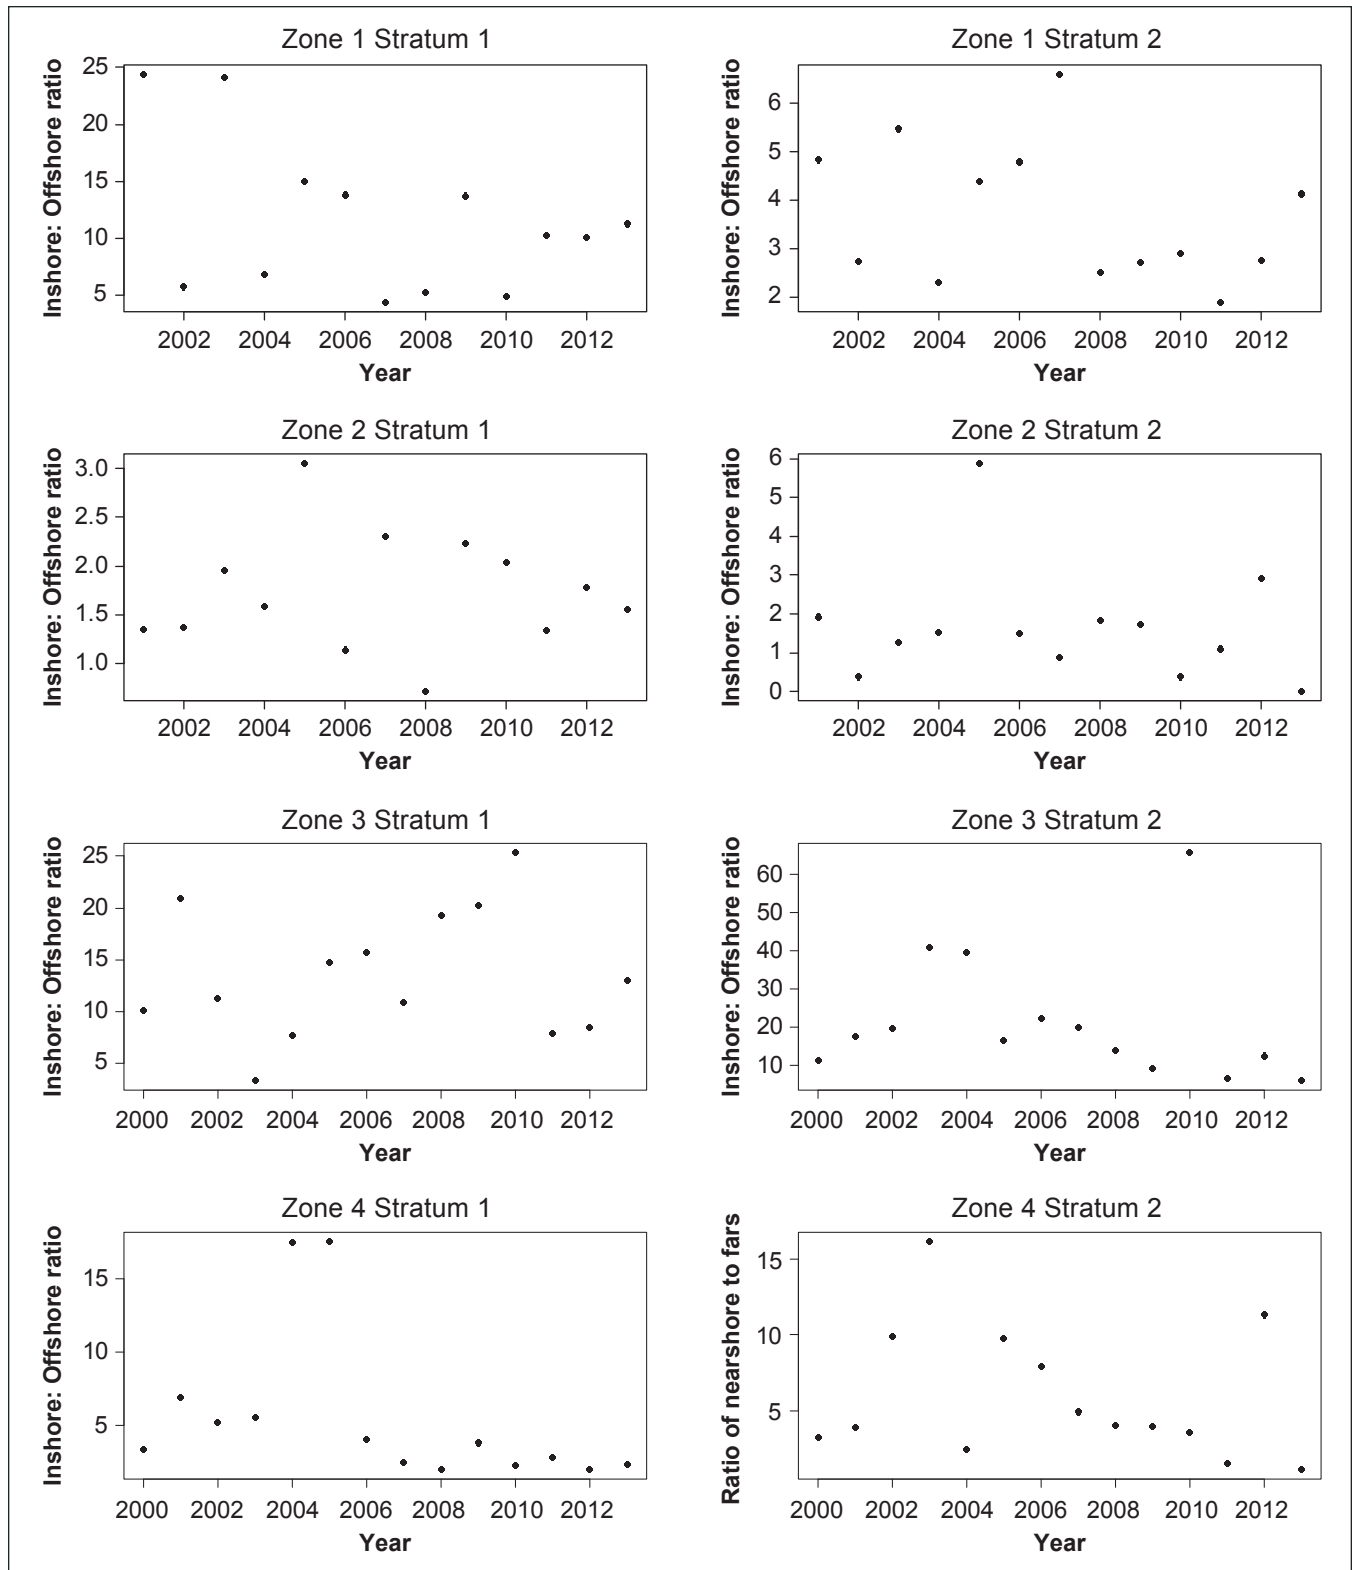 Zone 1 Stratum 1
Inshore: Offshore ratio
25
20
15
10
5
2002 2004 2006 2008 2010 2012
Year
Zone 1 Stratum 2
Inshore: Offshore ratio
6
5
4
3
2
2002 2004 2006 2008 2010 2012
Year
Zone 2 Stratum 1
Inshore: Offshore ratio
3.0
2.5
2.0
1.5
1.0
2002 2004 2006 2008 2010 2012
Year
Zone 2 Stratum 2
Inshore: Offshore ratio
6
5
4
3
2
1
0
2002 2004 2006 2008 2010 2012
Year
Zone 3 Stratum 1
Inshore: Offshore ratio
25
20
15
10
5
2000 2002 2004 2006 2008 2010 2012
Year
Zone 3 Stratum 2
Inshore: Offshore ratio
60
50
40
30
20
10
2000 2002 2004 2006 2008 2010 2012
Year
Zone 4 Stratum 1
Inshore: Offshore ratio
15
10
5
2000 2002 2004 2006 2008 2010 2012
Year
Zone 4 Stratum 2
Ratio of nearshore to fars
15
10
5
2000 2002 2004 2006 2008 2010 2012
Year